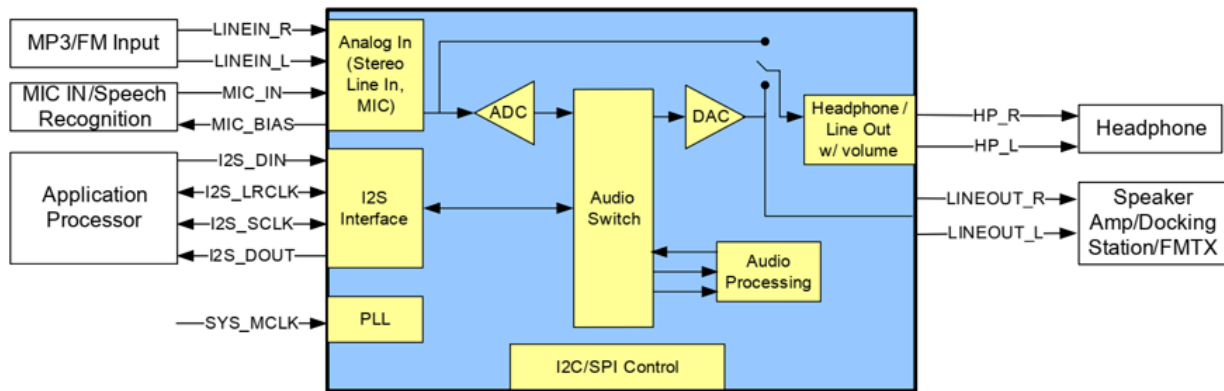 MP3/FM Input
LINEIN_R
LINEIN_L
MIC IN/Speech
Recognition
MIC_IN
MIC_BIAS
Application
Processor
I2S_DIN
I2S_LRCLK
I2S_SCLK
I2S_DOUT
SYS_MCLK
Analog In
(Stereo
Line In,
MIC)
ADC
I2S
Interface
PLL
Audio
Switch
DAC
Audio
Processing
I2C/SPI Control
Headphone /
Line Out
w/ volume
HP_R
HP_L
Headphone
LINEOUT_R
LINEOUT_L
Speaker
Amp/Docking
Station/FMTX